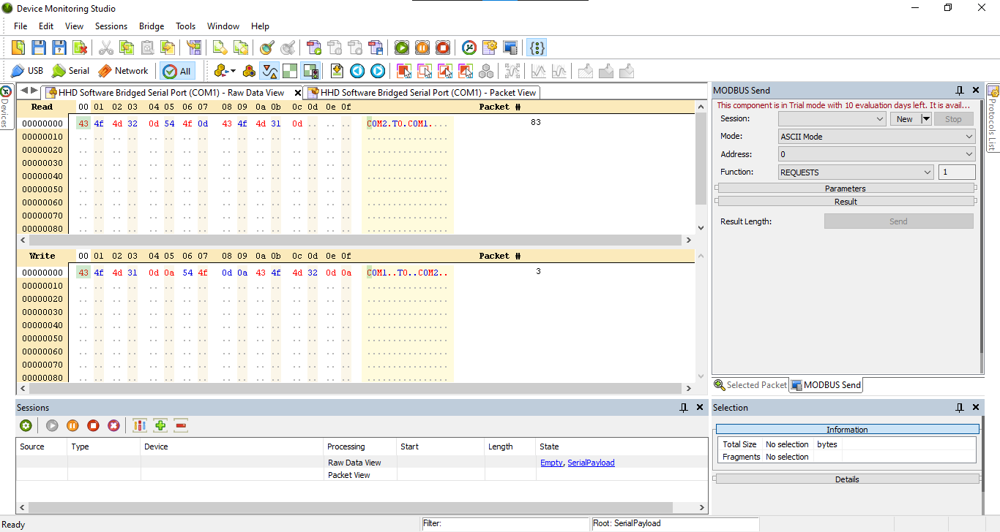 Device Monitoring Studio
File Edit View Sessions Bridge Tools Window Help
USB Serial Network All
Devices
HHD Software Bridged Serial Port (COM1) - Raw Data View
HHD Software Bridged Serial Port (COM1) - Packet View
Read 00 01 02 03 04 05 06 07 08 09 0a 0b 0c 0d 0e 0f Packet #
00000000 43 4f 4d 32 0d 54 4f 0d 43 4f 4d 31 0d .. .. .. COM2.TO.COM1.... 83
00000010
00000020
00000030
00000040
00000050
00000060
00000070
00000080
Write 00 01 02 03 04 05 06 07 08 09 0a 0b 0c 0d 0e 0f Packet #
00000000 43 4f 4d 31 0d 0a 54 4f 0d 0a 43 4f 4d 32 0d 0a COM1..TO..COM2.. 3
00000010
00000020
00000030
00000040
00000050
00000060
00000070
00000080
MODBUS Send
This component is in Trial mode with 10 evaluation days left. It is avail...
Session: New Stop
Mode: ASCII Mode
Address: 0
Function: REQUESTS 1
Parameters
Result
Result Length: Send
Selected Packet MODBUS Send
Protocols List
Sessions
Source Type Device Processing Start Length State
Raw Data View Empty, SerialPayload
Packet View
Selection
Information
Total Size No selection bytes
Fragments No selection
Details
Ready Filter: Root: SerialPayload